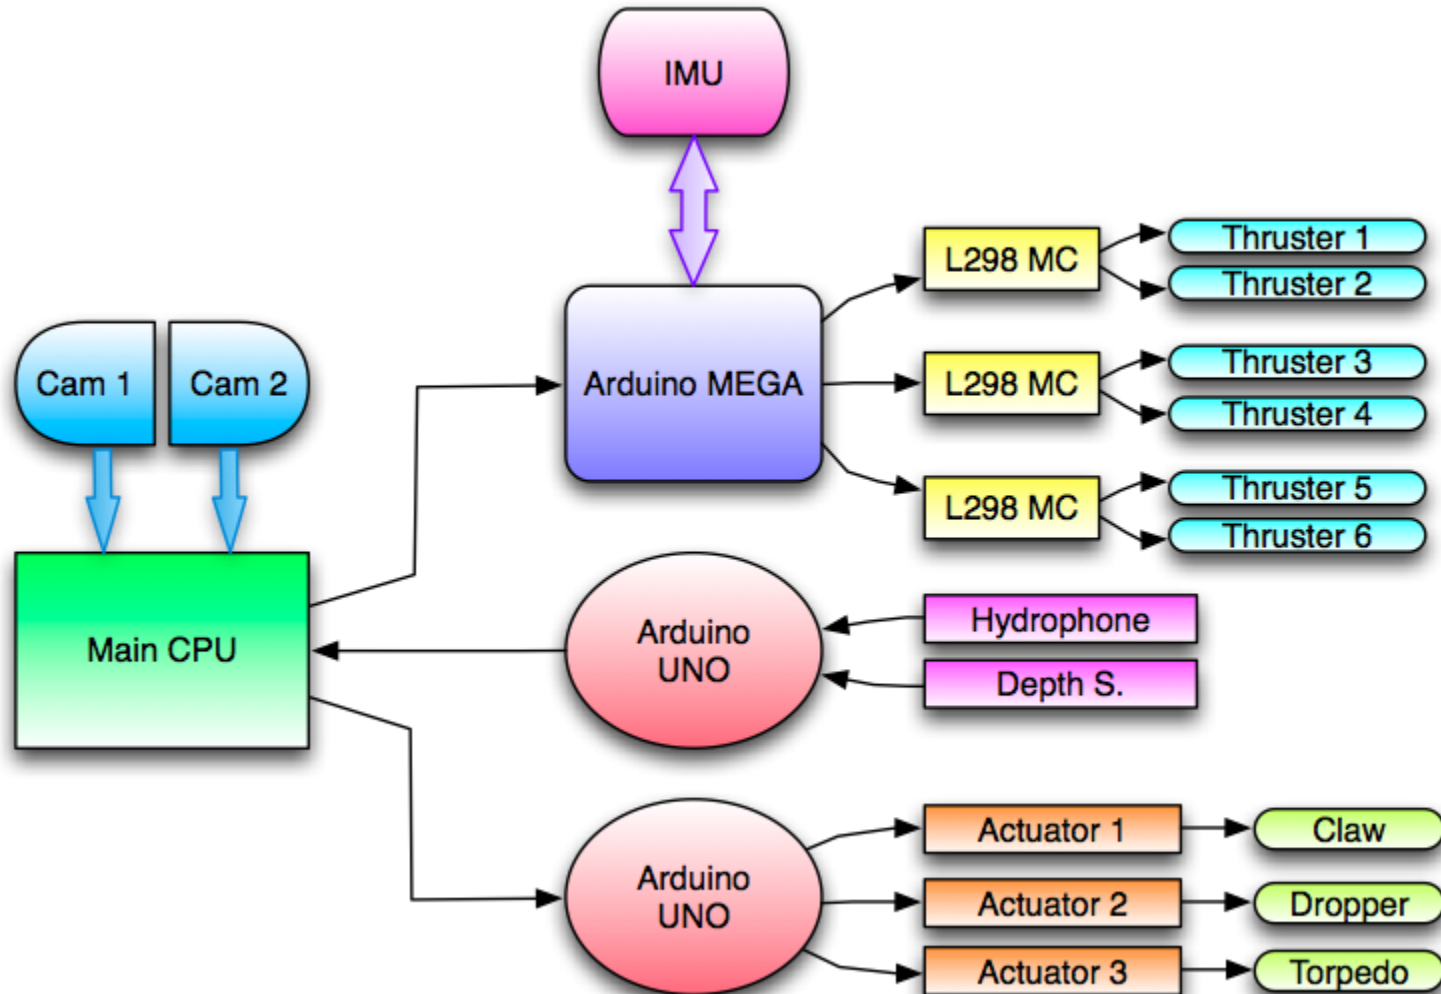 IMU
L298 MC
Thruster 1
Thruster 2
Cam 1
Cam 2
Arduino MEGA
L298 MC
Thruster 3
Thruster 4
L298 MC
Thruster 5
Thruster 6
Main CPU
Arduino
UNO
Hydrophone
Depth S.
Arduino
UNO
Actuator 1
Claw
Actuator 2
Dropper
Actuator 3
Torpedo